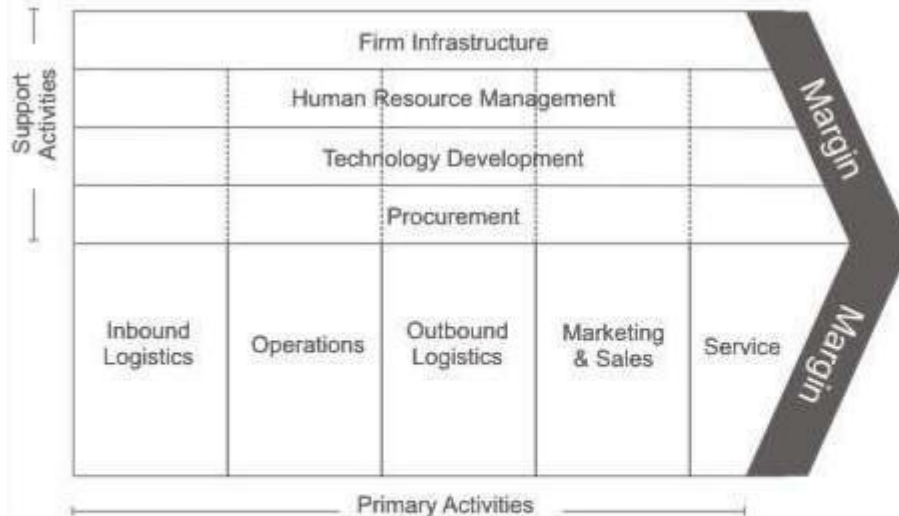 Support
Activities
Firm Infrastructure
Human Resource Management
Technology Development
Procurement
Inbound
Logistics
Operations
Outbound
Logistics
Marketing
& Sales
Service
Margin
Margin
Primary Activities